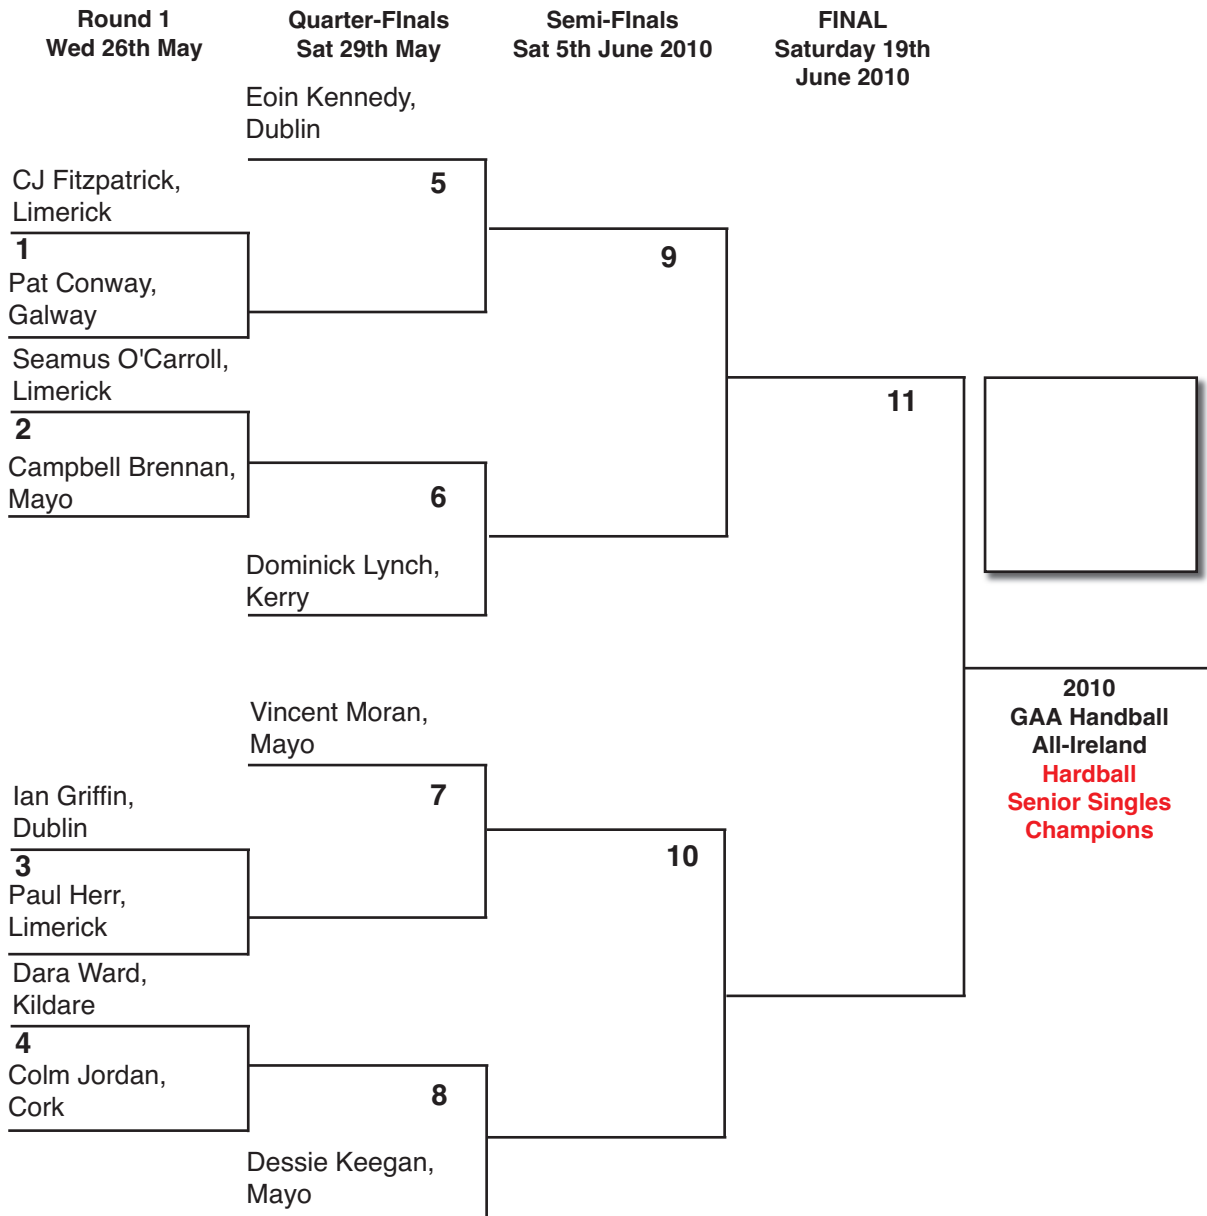 Round 1
Wed 26th May
Quarter-FInals
Sat 29th May
Semi-FInals
Sat 5th June 2010
FINAL
Saturday 19th
June 2010
Eoin Kennedy,
Dublin
5
CJ Fitzpatrick,
Limerick
1
Pat Conway,
Galway
9
Seamus O'Carroll,
Limerick
2
Campbell Brennan,
Mayo
11
6
Dominick Lynch,
Kerry
Vincent Moran,
Mayo
7
Ian Griffin,
Dublin
3
Paul Herr,
Limerick
10
Dara Ward,
Kildare
4
Colm Jordan,
Cork
8
Dessie Keegan,
Mayo
2010
GAA Handball
All-Ireland
Hardball
Senior Singles
Champions